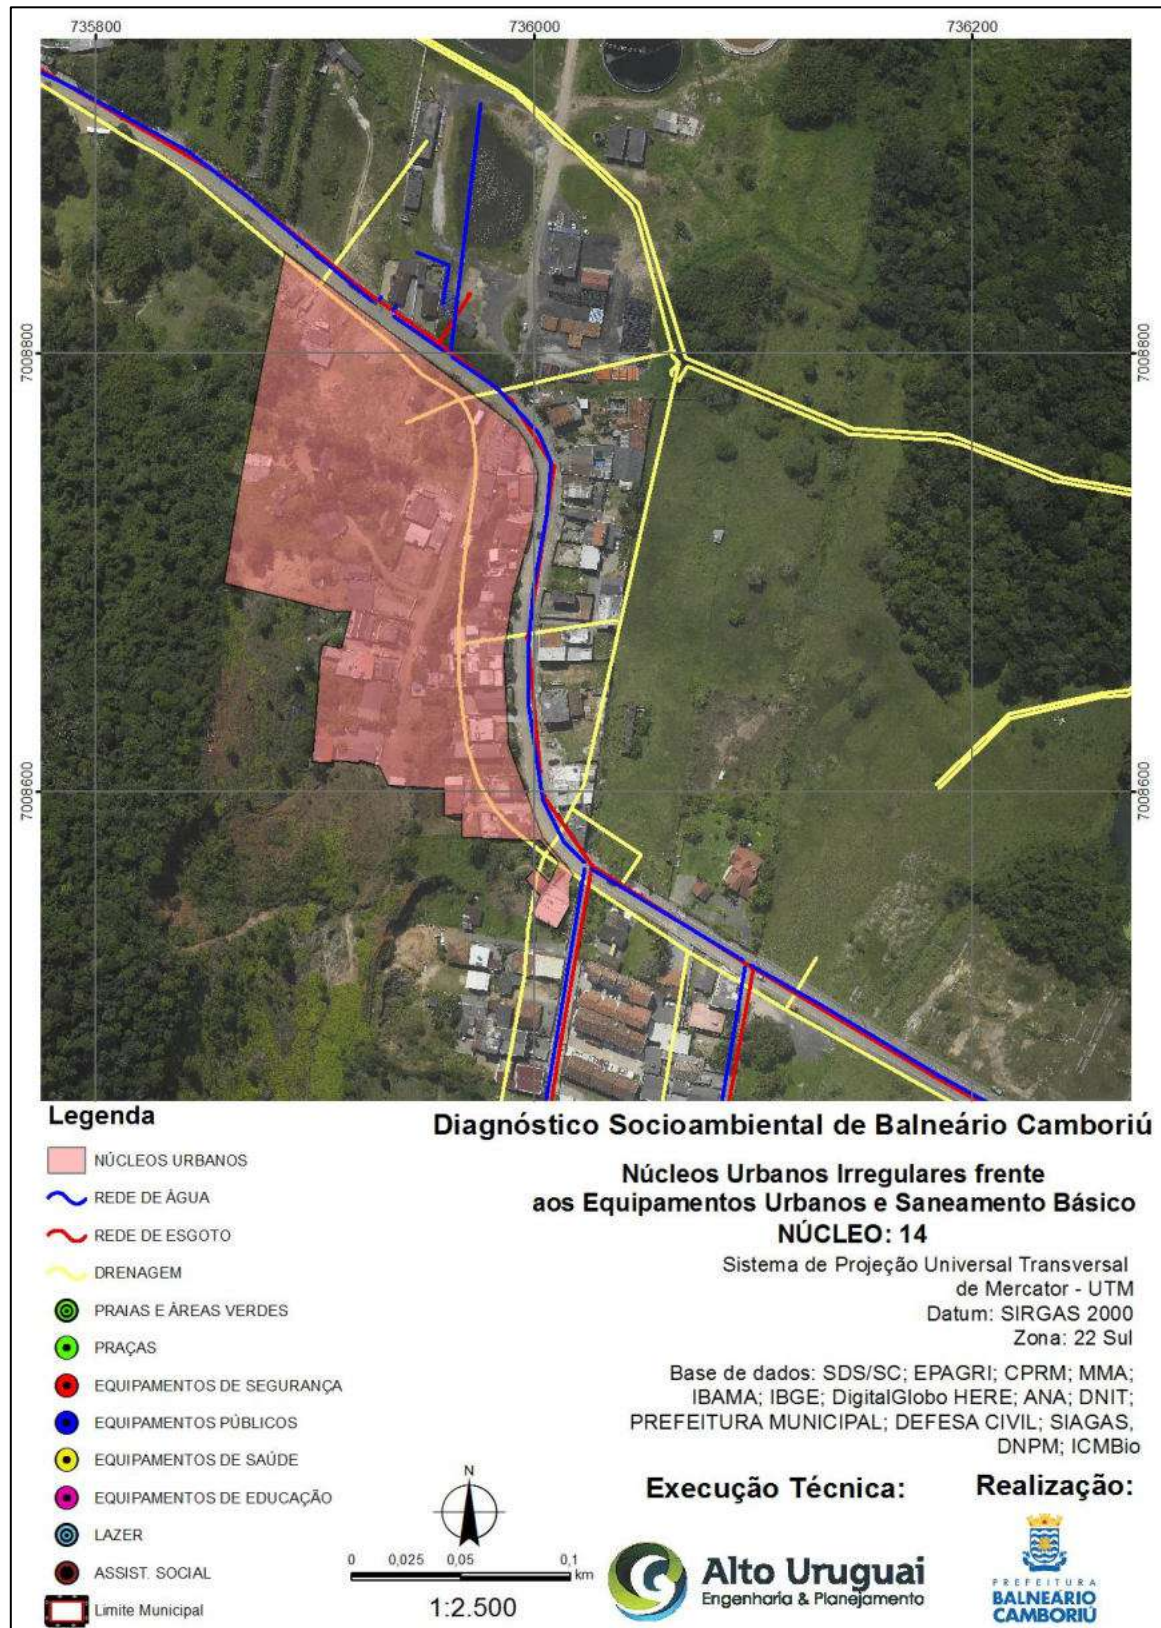 735800
736000
736200
7008800
7008800
7008600
7008600
Legenda
NÚCLEOS URBANOS
REDE DE ÁGUA
REDE DE ESGOTO
DRENAGEM
PRAIAS E ÁREAS VERDES
PRAÇAS
EQUIPAMENTOS DE SEGURANÇA
EQUIPAMENTOS PÚBLICOS
EQUIPAMENTOS DE SAÚDE
EQUIPAMENTOS DE EDUCAÇÃO
LAZER
ASSIST. SOCIAL
Limite Municipal
Diagnóstico Socioambiental de Balneário Camboriú
Núcleos Urbanos Irregulares frente
aos Equipamentos Urbanos e Saneamento Básico
NÚCLEO: 14
Sistema de Projeção Universal Transversal
de Mercator - UTM
Datum: SIRGAS 2000
Zona: 22 Sul
Base de dados: SDS/SC; EPAGRI; CPRM; MMA;
IBAMA; IBGE; DigitalGlobo HERE; ANA; DNIT;
PREFEITURA MUNICIPAL; DEFESA CIVIL; SIAGAS,
DNPM; ICMBio
N
0 0,025 0,05 0,1
km
1:2.500
Execução Técnica:
Alto Uruguai
Engenharia & Planejamento
Realização:
PREFEITURA
BALNEÁRIO
CAMBORIÚ